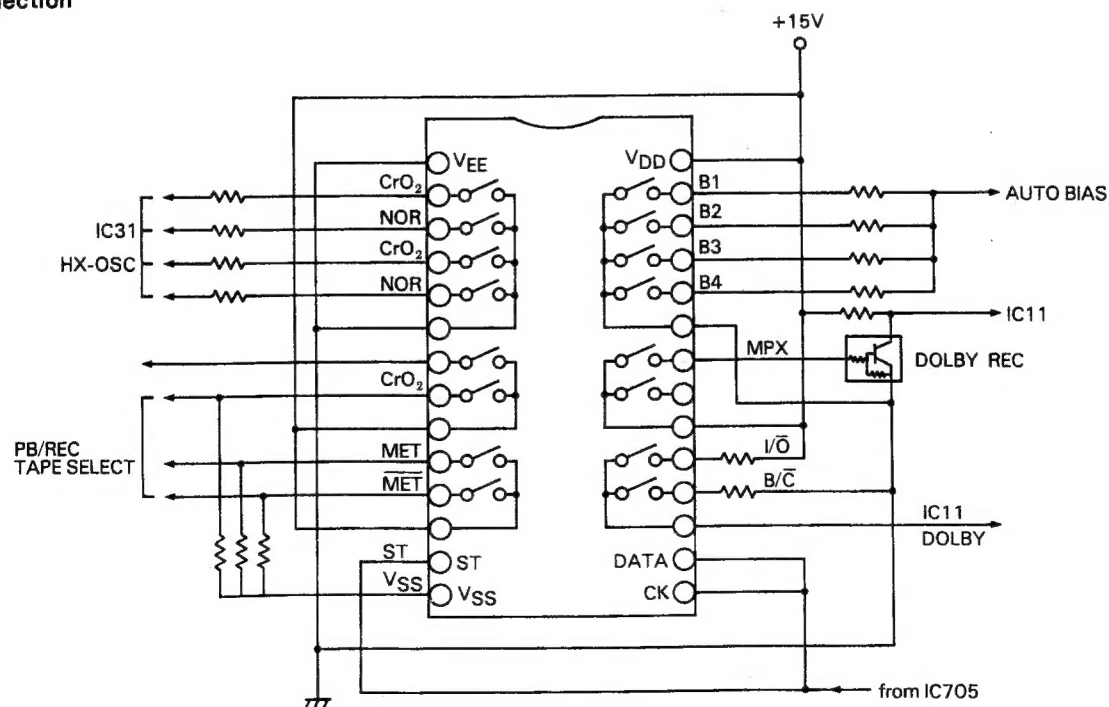 +15V
VEE
VDD
CrO2
B1
AUTO BIAS
NOR
B2
IC31
CrO2
B3
HX-OSC
NOR
B4
IC11
MPX
DOLBY REC
CrO2
PB/REC
TAPE SELECT
MET
I/O̅
M̅E̅T̅
B/C̅
IC11
DOLBY
ST
ST
DATA
VSS
VSS
CK
from IC705